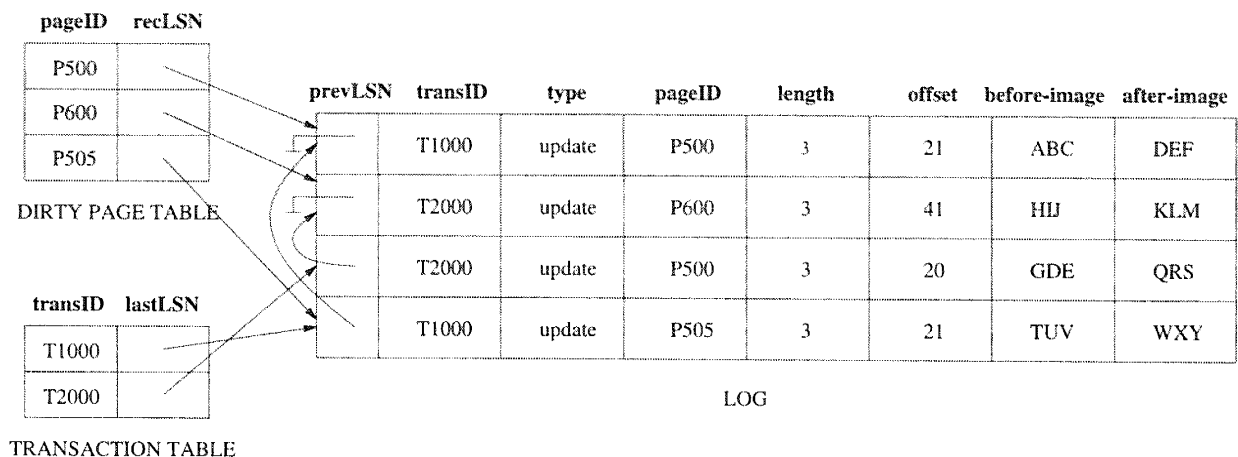 pageID recLSN
P500
P600
P505
DIRTY PAGE TABLE
transID lastLSN
T1000
T2000
TRANSACTION TABLE
prevLSN transID type pageID length offset before-image after-image
T1000 update P500 3 21 ABC DEF
T2000 update P600 3 41 HIJ KLM
T2000 update P500 3 20 GDE QRS
T1000 update P505 3 21 TUV WXY
LOG